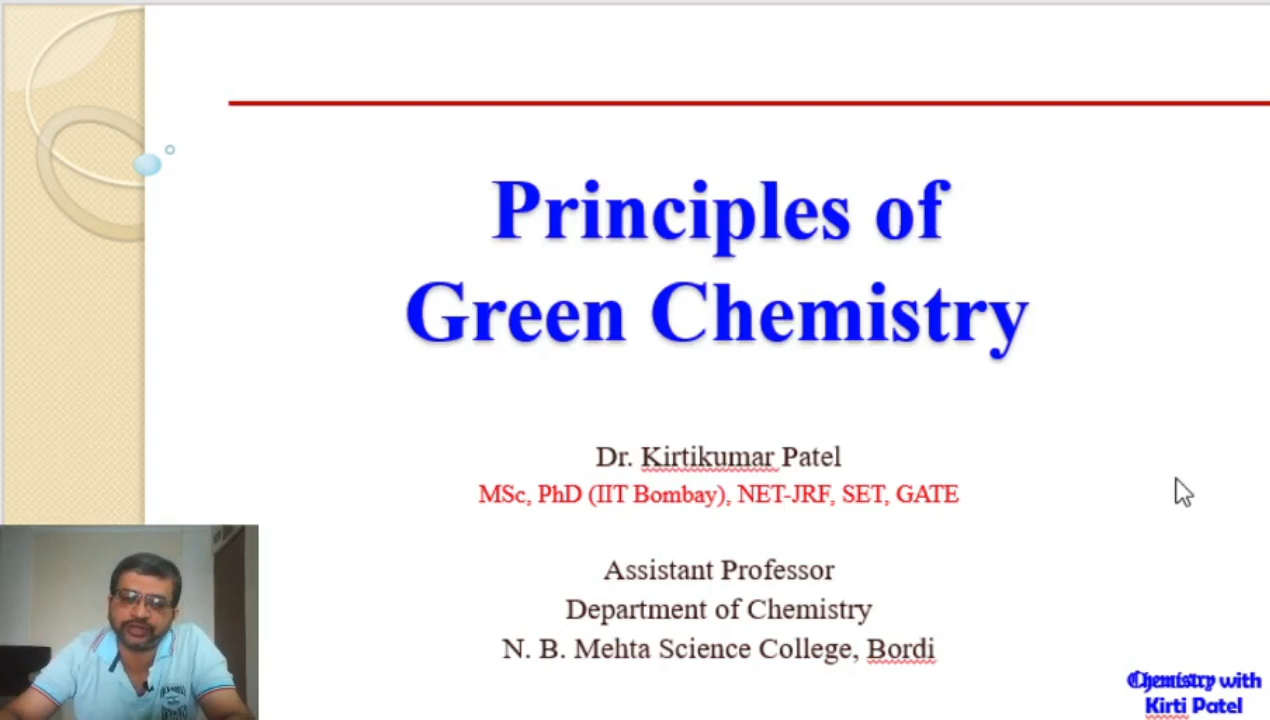 Principles of
Green Chemistry
Dr. Kirtikumar Patel
MSc, PhD (IIT Bombay), NET-JRF, SET, GATE
Assistant Professor
Department of Chemistry
N. B. Mehta Science College, Bordi
Chemistry with
Kirti Patel